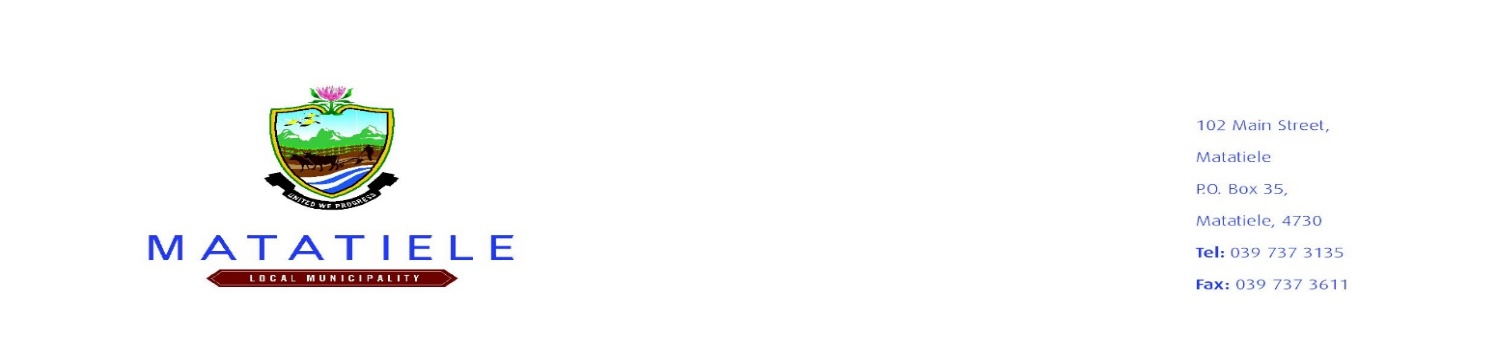 UNITED WE PROGRESS
MATATIELE
LOCAL MUNICIPALITY
102 Main Street,
Matatiele
P.O. Box 35,
Matatiele, 4730
Tel: 039 737 3135
Fax: 039 737 3611